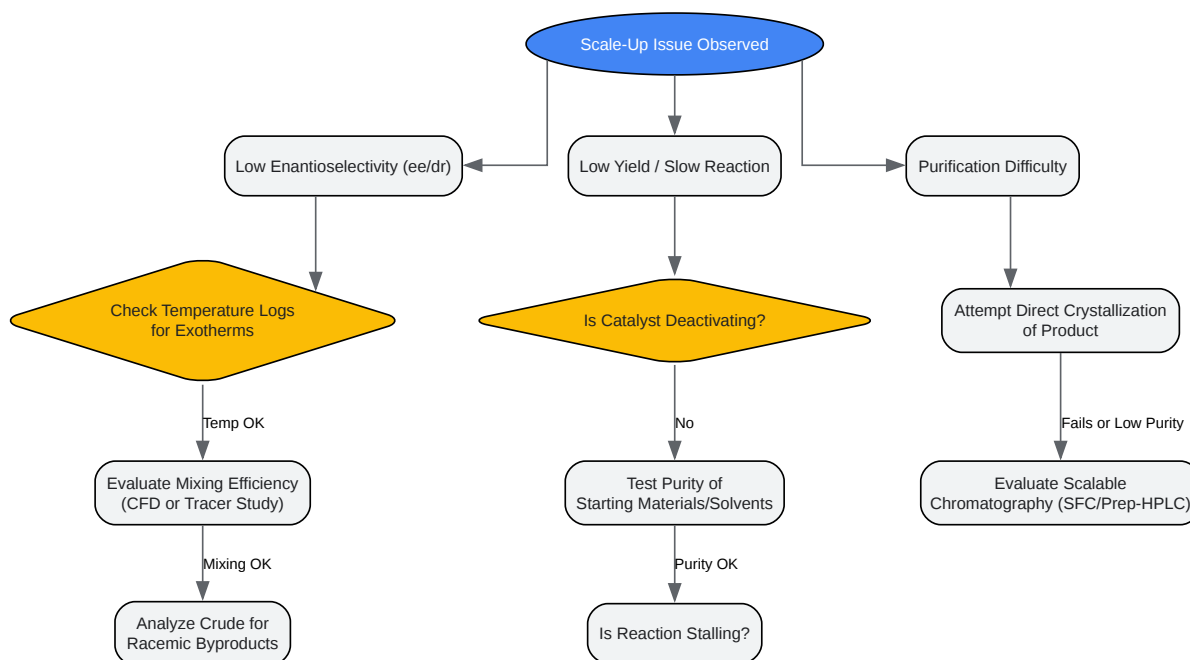 Scale-Up Issue Observed
Low Enantioselectivity (ee/dr)
Low Yield / Slow Reaction
Purification Difficulty
Check Temperature Logs
for Exotherms
Is Catalyst Deactivating?
Attempt Direct Crystallization
of Product
Temp OK
No
Fails or Low Purity
Evaluate Mixing Efficiency
(CFD or Tracer Study)
Test Purity of
Starting Materials/Solvents
Evaluate Scalable
Chromatography (SFC/Prep-HPLC)
Mixing OK
Purity OK
Analyze Crude for
Racemic Byproducts
Is Reaction Stalling?